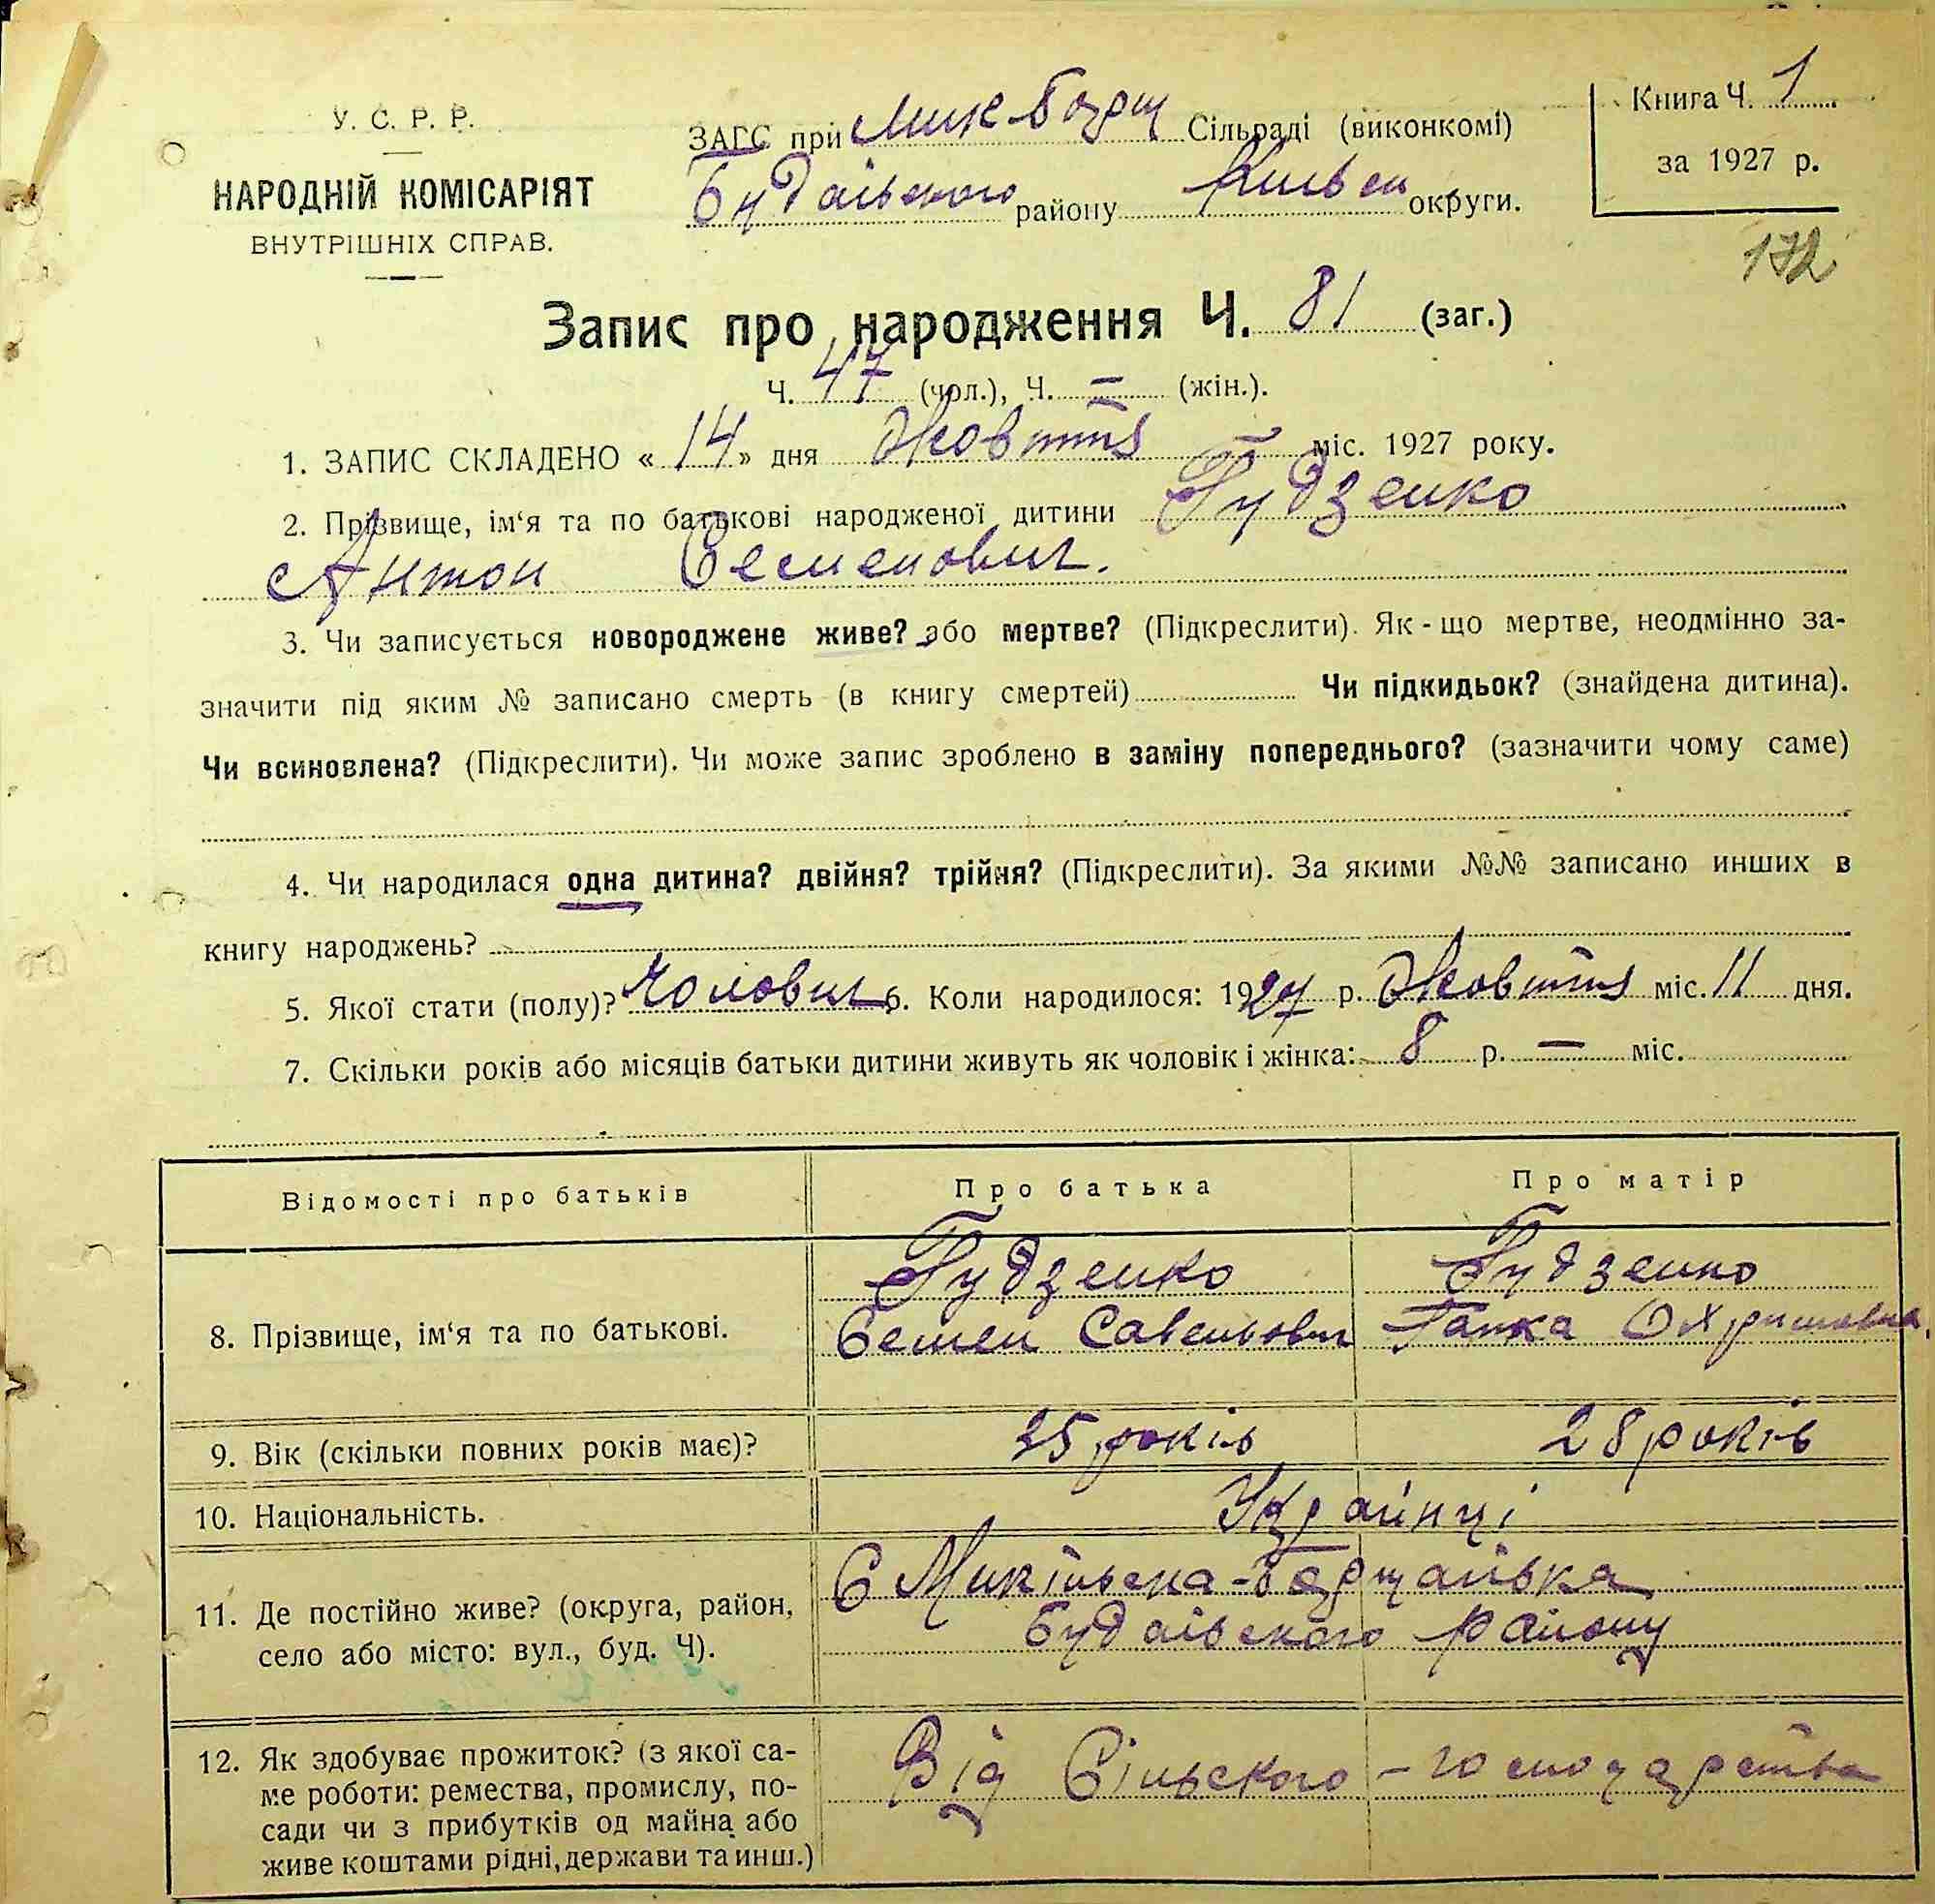 У. С. Р. Р.
НАРОДНІЙ КОМІСАРІЯТ
ВНУТРІШНІХ СПРАВ.
ЗАГС при Мик Борщ Сільраді (виконкомі)
Будаївського району Київськ округи.
Книга Ч. 1
за 1927 р.
172
Запис про народження Ч. 81 (заг.)
Ч. 47 (чол.), Ч. = (жін.).
1. ЗАПИС СКЛАДЕНО « 14 » дня Жовтня міс. 1927 року.
2. Прізвище, ім‘я та по батькові народженої дитини Гудзенко
Антон Семенович.
3. Чи записується новороджене живе? або мертве? (Підкреслити). Як - що мертве, неодмінно за-
значити під яким № записано смерть (в книгу смертей) Чи підкидьок? (знайдена дитина).
Чи всиновлена? (Підкреслити). Чи може запис зроблено в заміну попереднього? (зазначити чому саме)
4. Чи народилася одна дитина? двійня? трійня? (Підкреслити). За якими №№ записано инших в
книгу народжень?
5. Якої стати (полу)? Чоловіч 6. Коли народилося: 1927 р. Жовтня міс. 11 дня.
7. Скільки років або місяців батьки дитини живуть як чоловік і жінка: 8 р. — міс.
Відомості про батьків Про батька Про матір
Гудзенко Гудзенко
8. Прізвище, ім‘я та по батькові. Семен Савельович Ганка
9. Вік (скільки повних років має)? 25 років 28 років
10. Національність. Українці
11. Де постійно живе? (округа, район,
село або місто: вул., буд. Ч).
С Микільска-Борщаївка
Будаївського району
12. Як здобуває прожиток? (з якої са-
ме роботи: ремества, промислу, по-
сади чи з прибутків од майна або
живе коштами рідні, держави та инш.)
Від Сільского - господарства